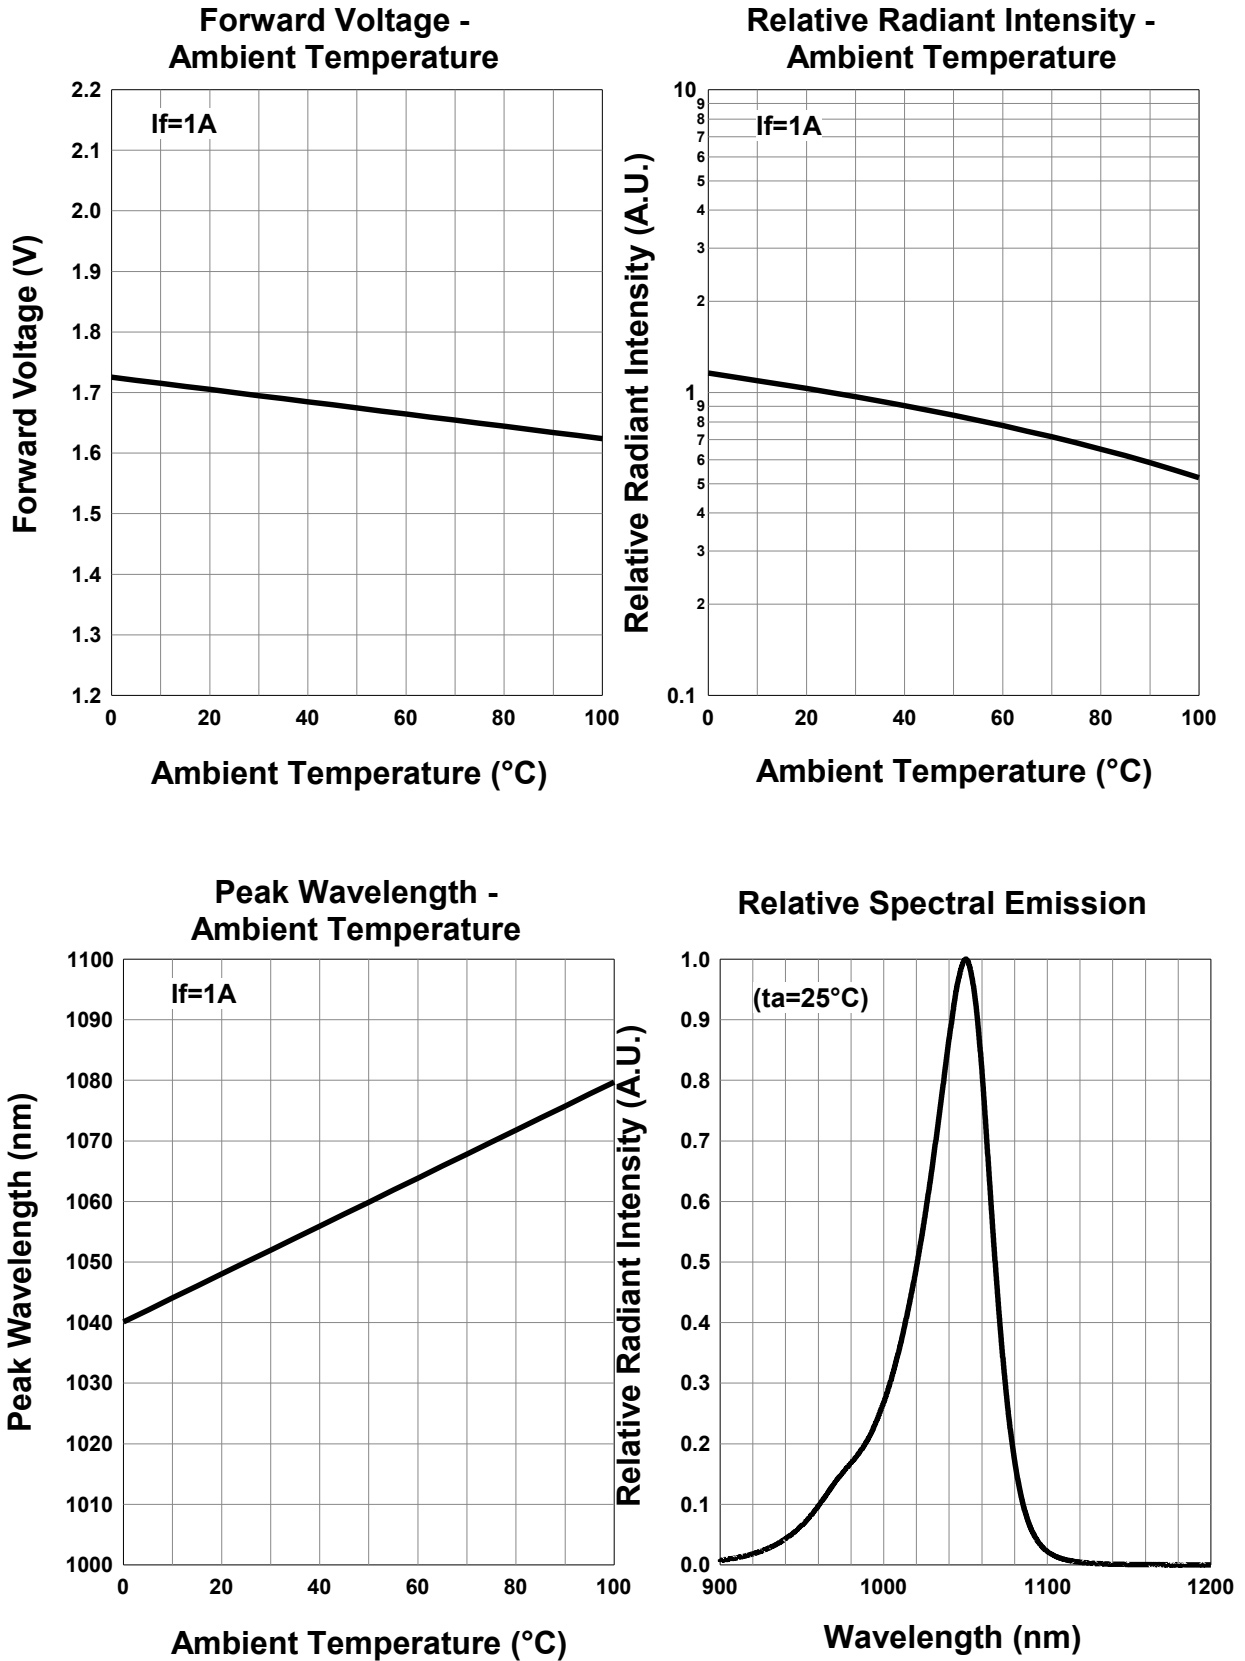 Forward Voltage -
Ambient Temperature
If=1A
Forward Voltage (V)
2.2
2.1
2.0
1.9
1.8
1.7
1.6
1.5
1.4
1.3
1.2
0 20 40 60 80 100
Ambient Temperature (°C)
Relative Radiant Intensity -
Ambient Temperature
If=1A
Relative Radiant Intensity (A.U.)
10
9
8
7
6
5
4
3
2
1
9
8
7
6
5
4
3
2
0.1
0 20 40 60 80 100
Ambient Temperature (°C)
Peak Wavelength -
Ambient Temperature
If=1A
Peak Wavelength (nm)
1100
1090
1080
1070
1060
1050
1040
1030
1020
1010
1000
0 20 40 60 80 100
Ambient Temperature (°C)
Relative Spectral Emission
(ta=25°C)
Relative Radiant Intensity (A.U.)
1.0
0.9
0.8
0.7
0.6
0.5
0.4
0.3
0.2
0.1
0.0
900 1000 1100 1200
Wavelength (nm)